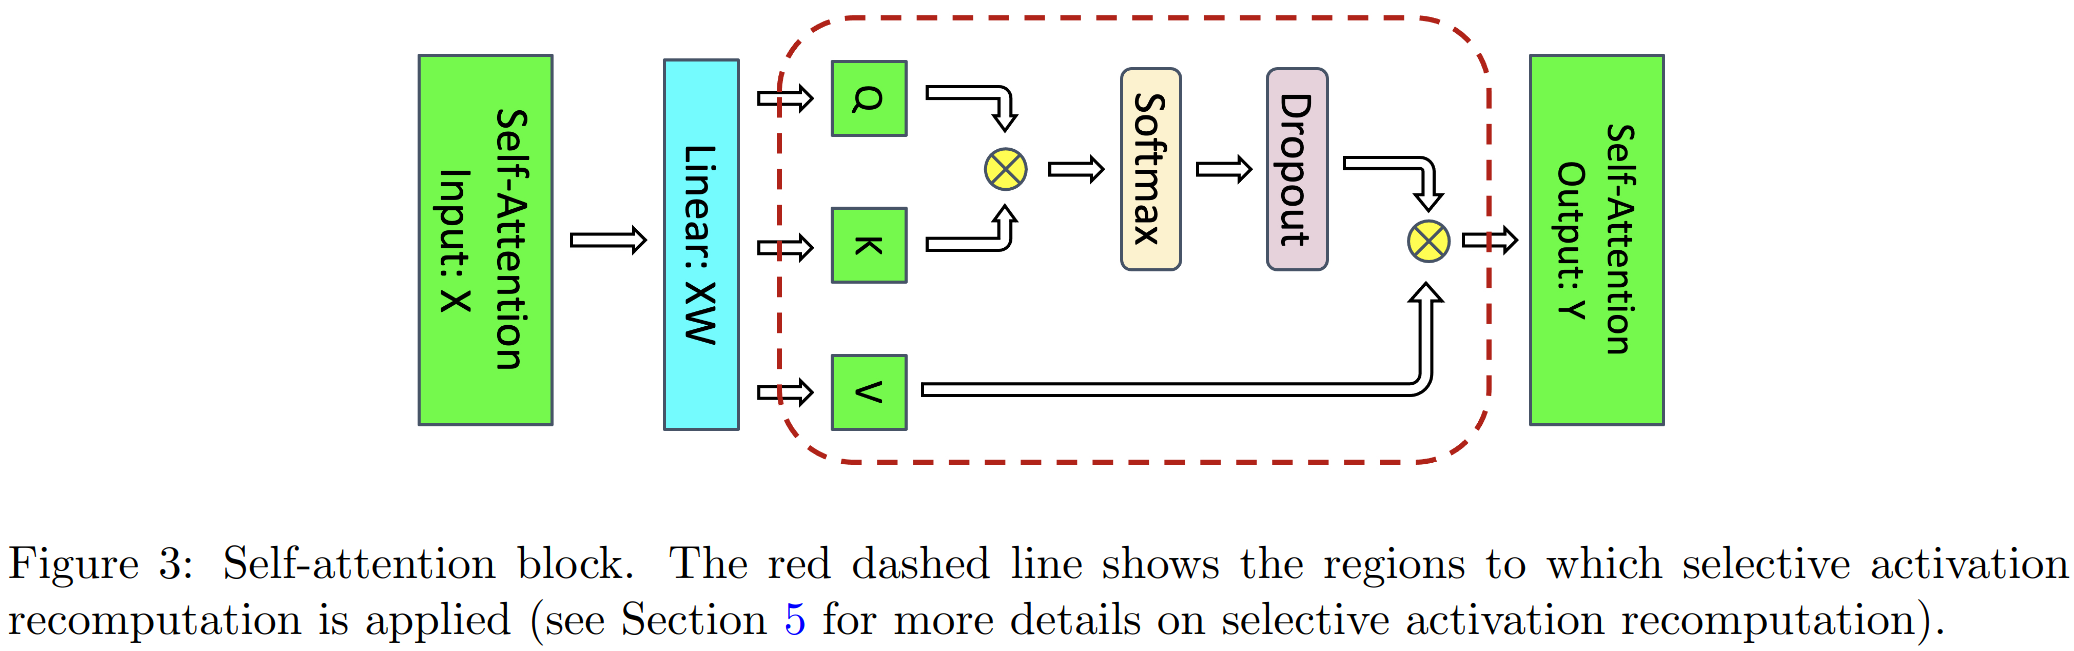 Self-Attention
Input: X
Linear: XW
Q
K
V
Softmax
Dropout
Self-Attention
Output: Y
Figure 3: Self-attention block. The red dashed line shows the regions to which selective activation
recomputation is applied (see Section 5 for more details on selective activation recomputation).